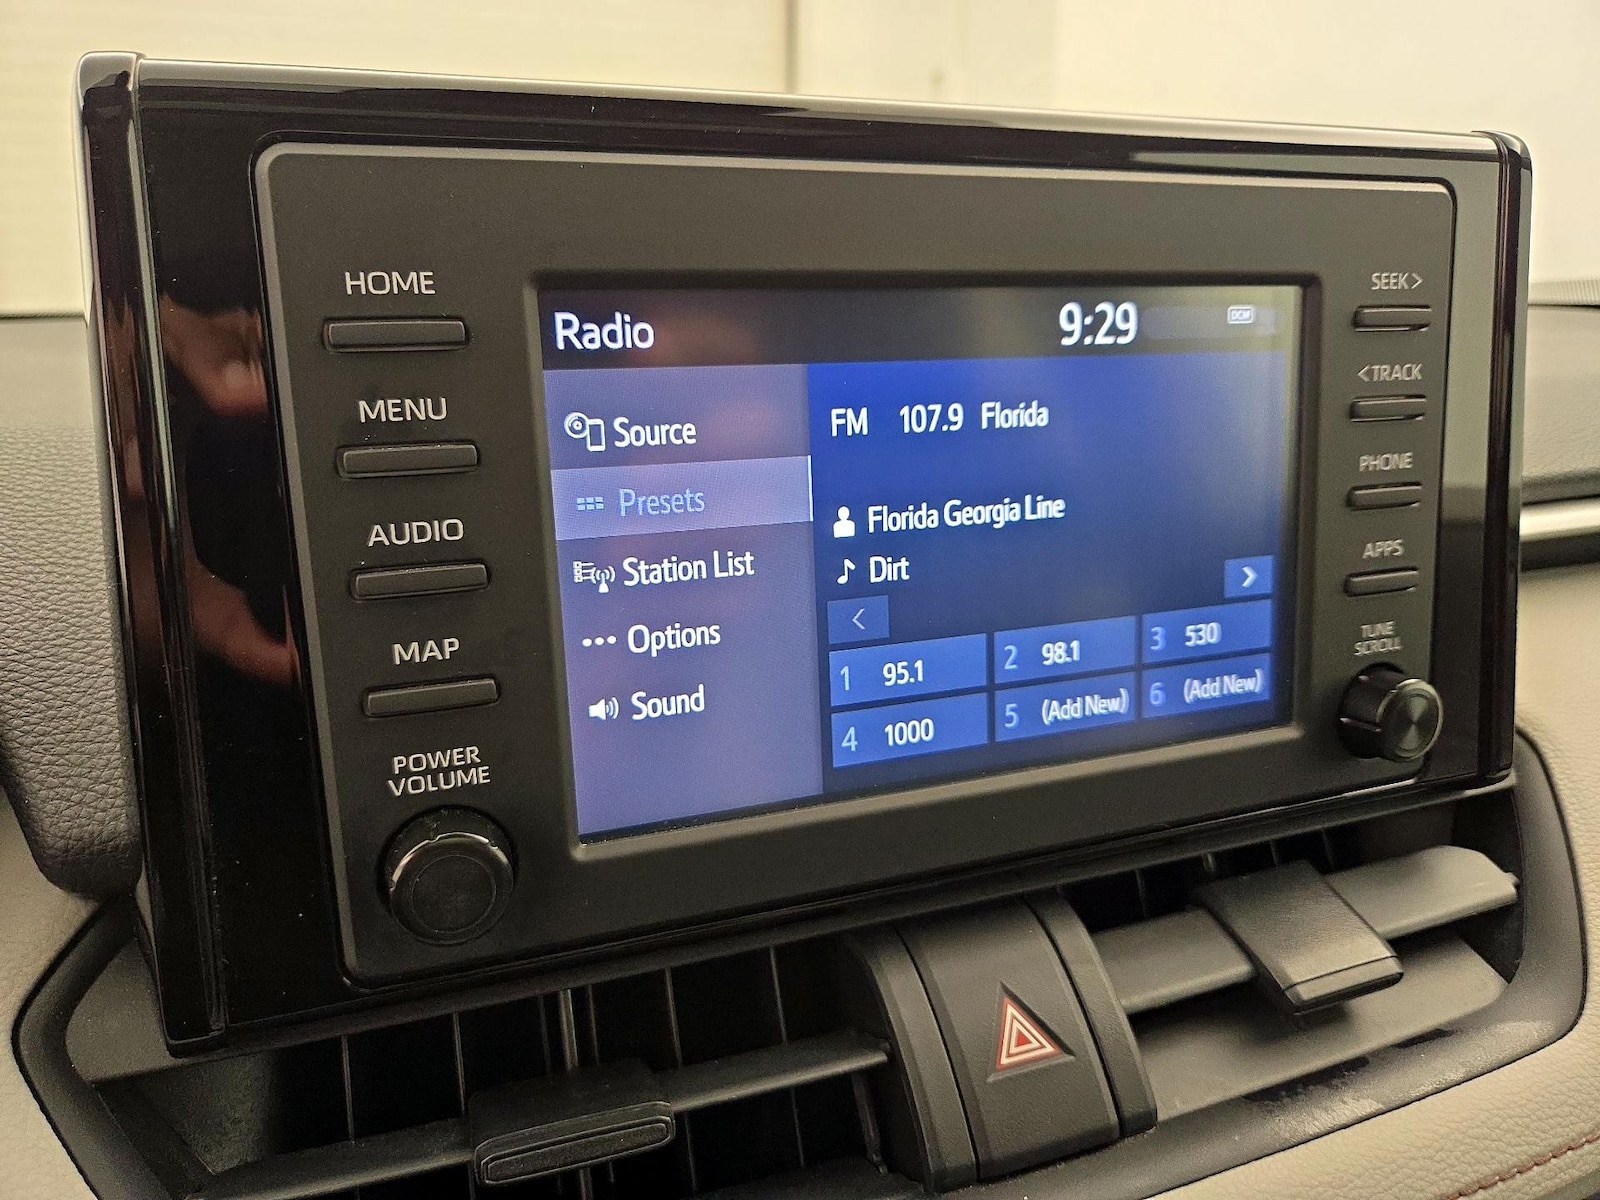 HOME
MENU
AUDIO
MAP
POWER
VOLUME
Radio
9:29
DCM
Source
Presets
Station List
Options
Sound
FM 107.9 Florida
Florida Georgia Line
Dirt
<
>
1 95.1
2 98.1
3 530
4 1000
5 (Add New)
6 (Add New)
SEEK>
<TRACK
PHONE
APPS
TUNE
SCROLL